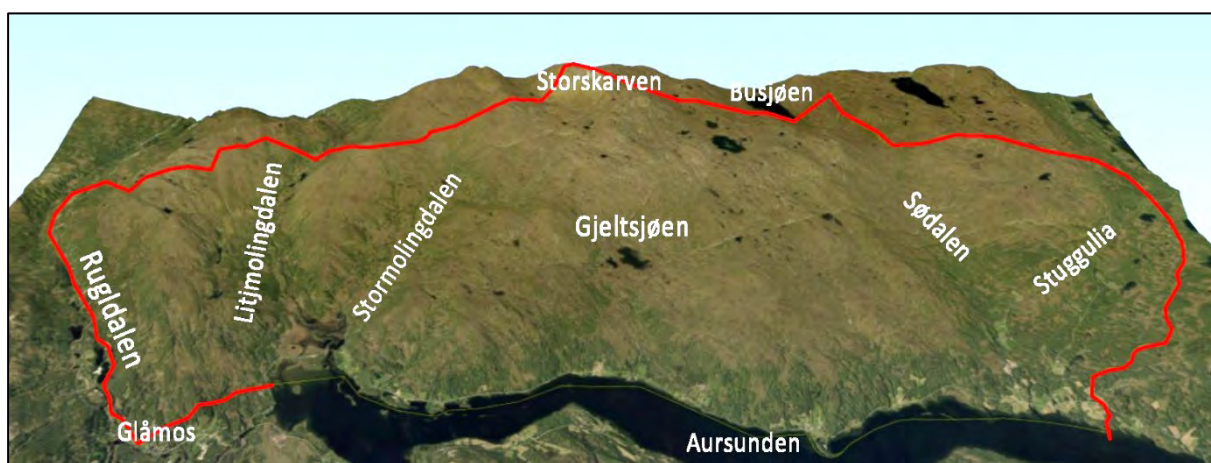 Storskarven
Busjøen
Litjmolingdalen
Stormolingdalen
Gjeltsjøen
Sødalen
Stuggulia
Rugldalen
Glåmos
Aursunden